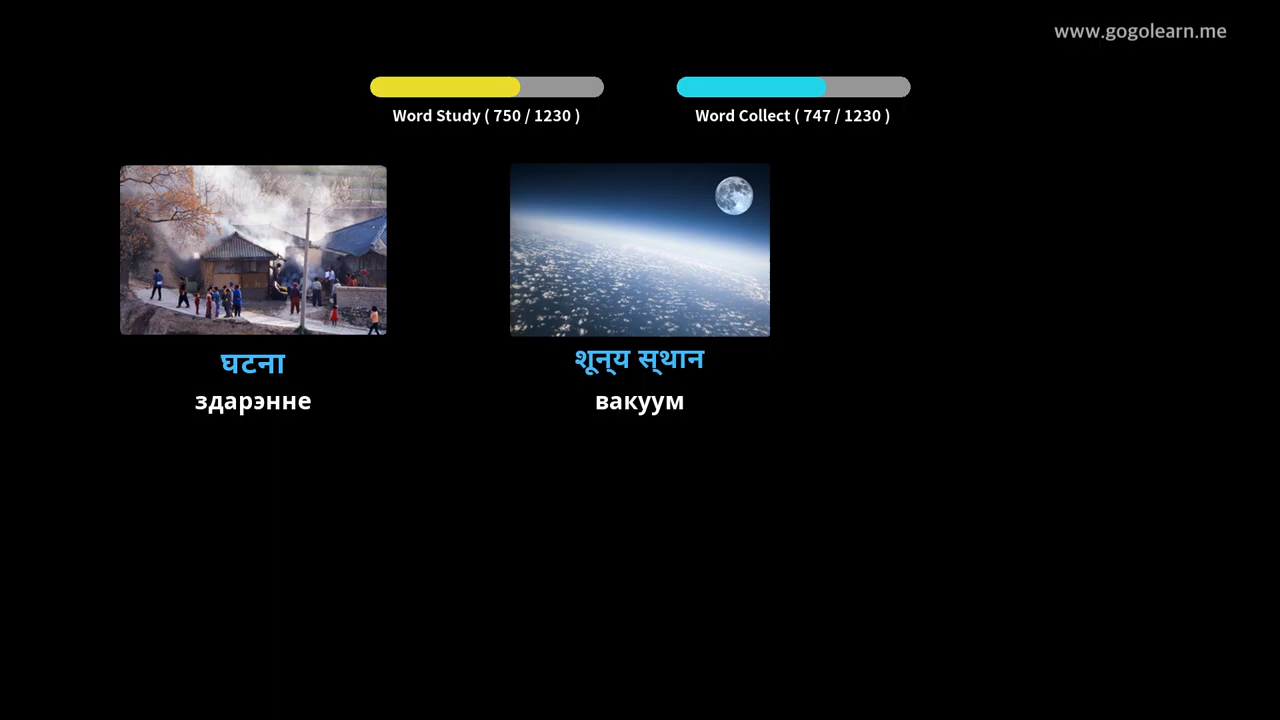 www.gogolearn.me
Word Study ( 750 / 1230 )
Word Collect ( 747 / 1230 )
घटना
здарэнне
शून्य स्थान
вакуум